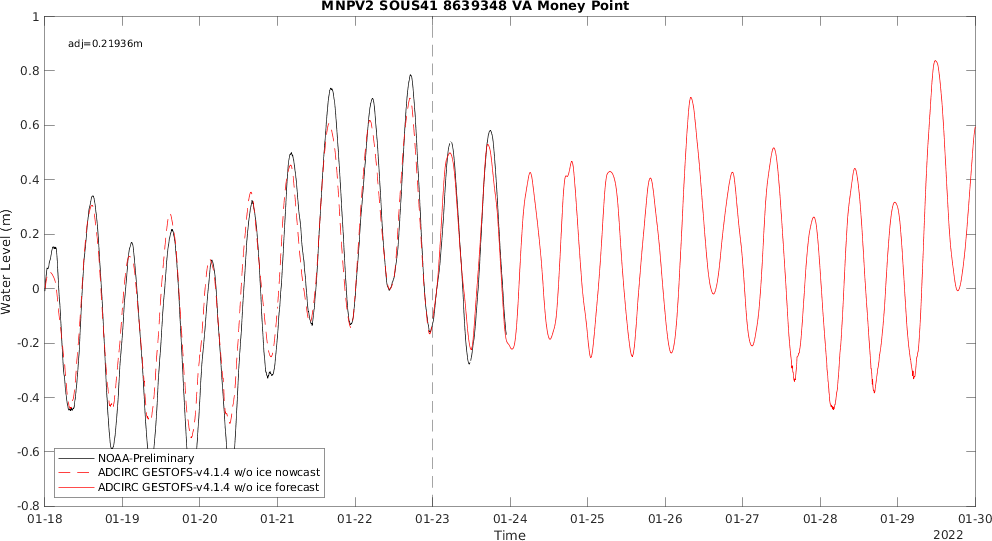 MNPV2 SOUS41 8639348 VA Money Point
adj=0.21936m
1
0.8
0.6
0.4
0.2
0
-0.2
-0.4
-0.6
-0.8
Water Level (m)
NOAA-Preliminary
ADCIRC GESTOFS-v4.1.4 w/o ice nowcast
ADCIRC GESTOFS-v4.1.4 w/o ice forecast
01-18 01-19 01-20 01-21 01-22 01-23 01-24 01-25 01-26 01-27 01-28 01-29 01-30
Time
2022